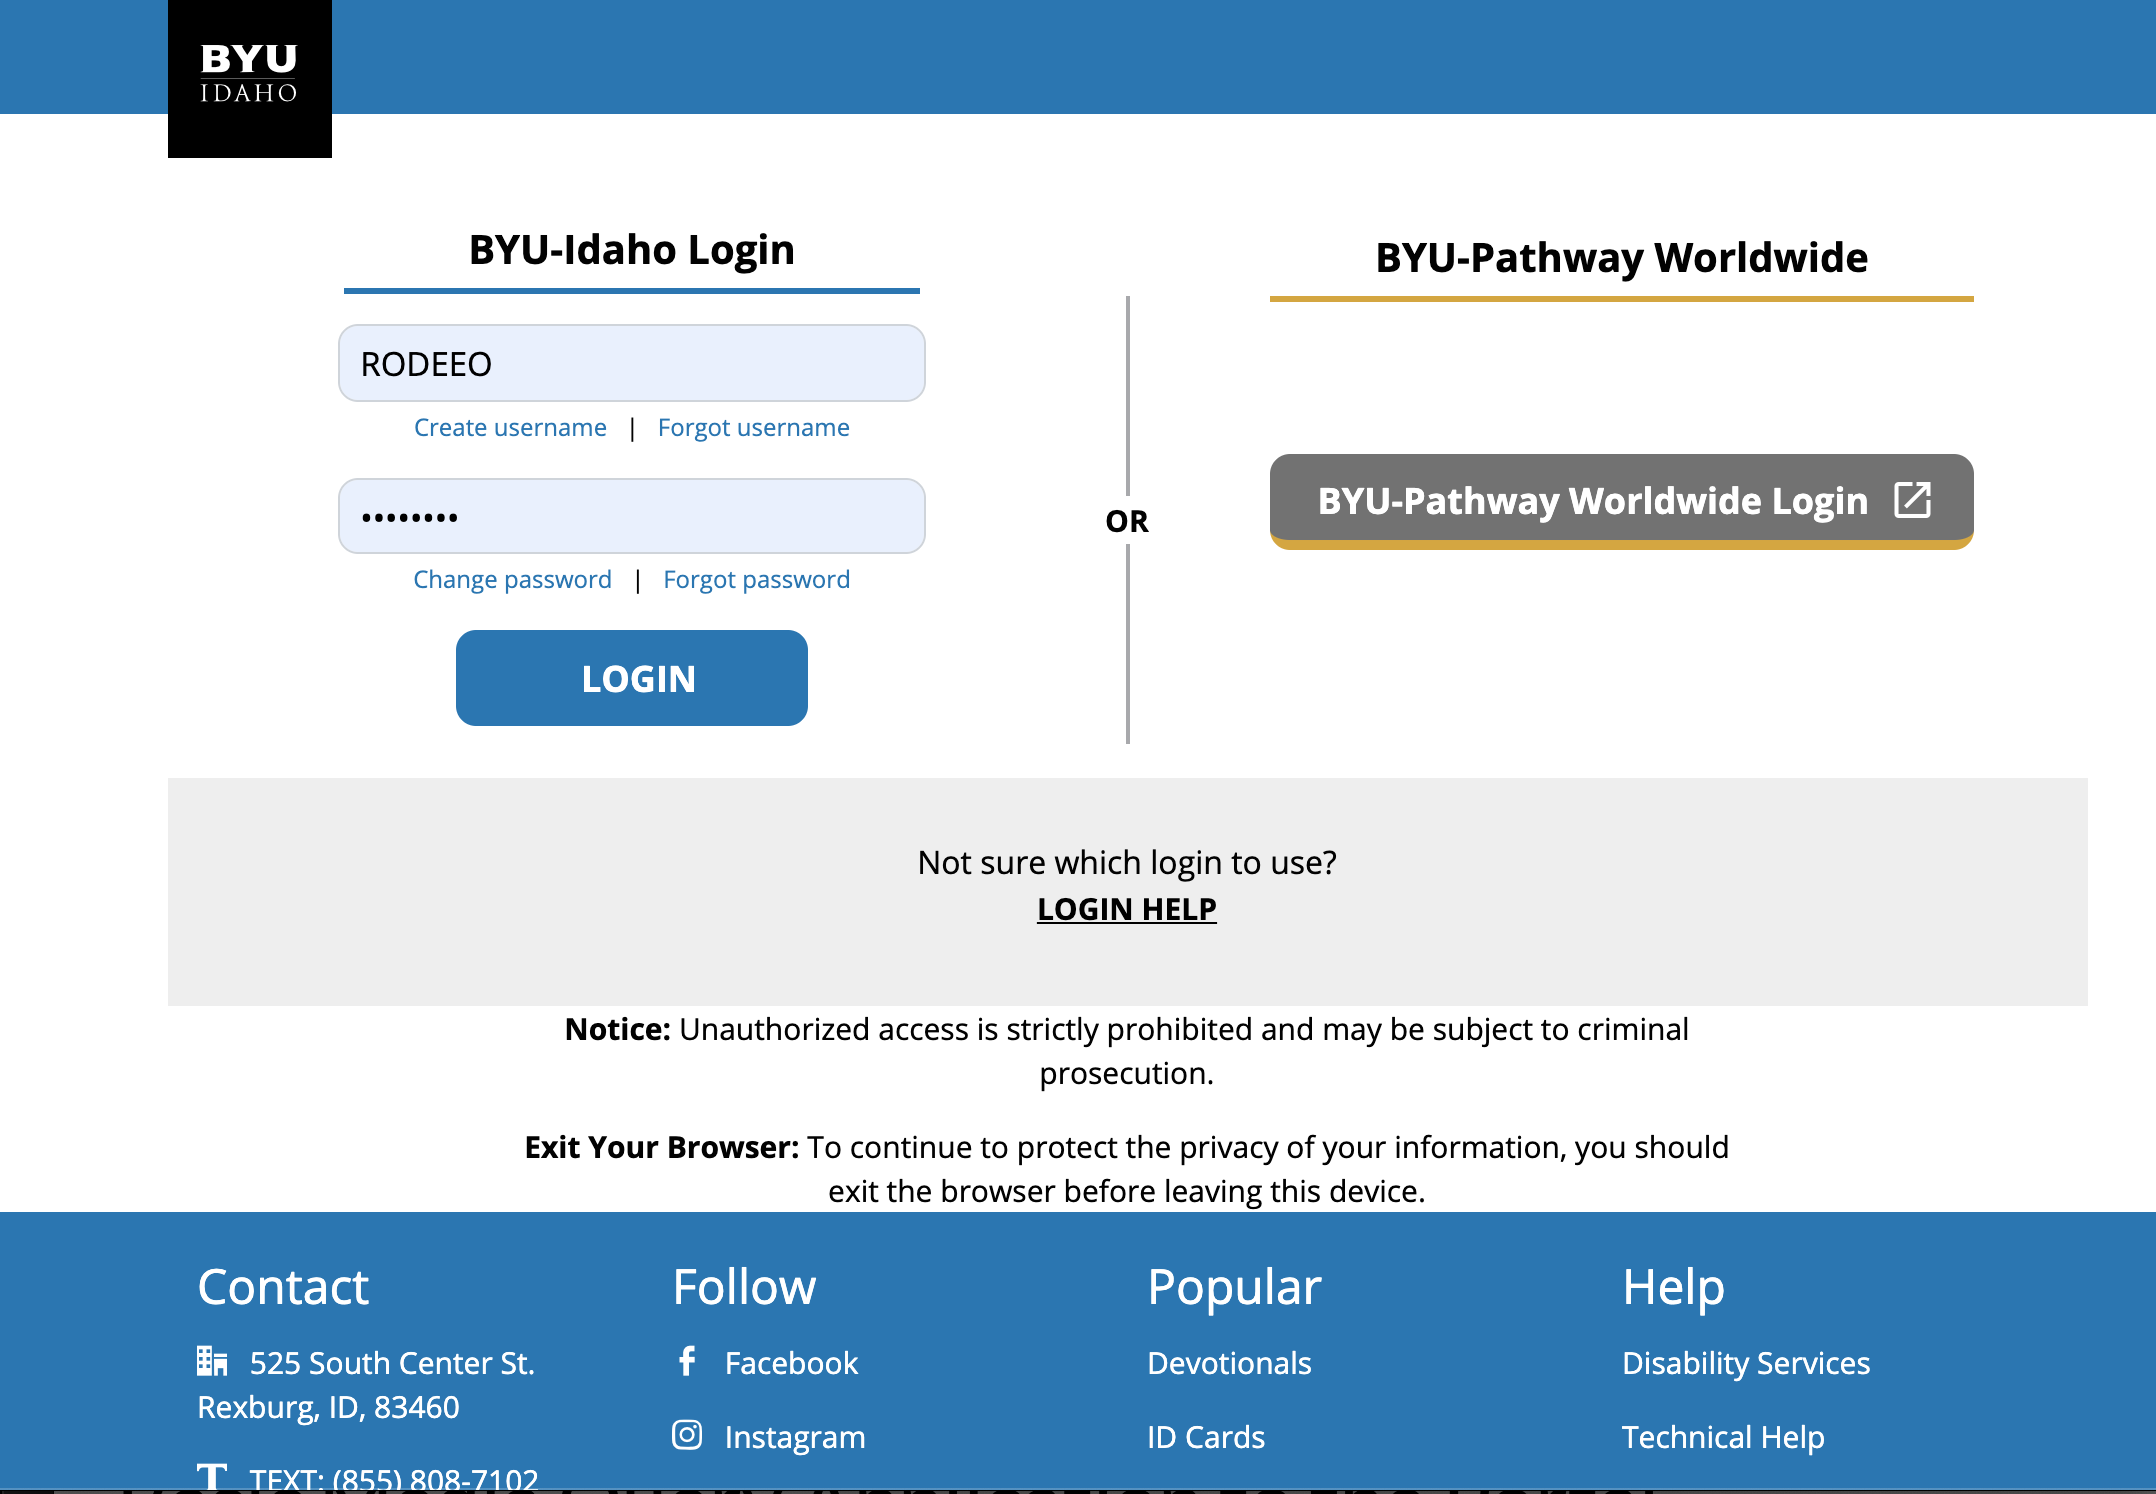 BYU
IDAHO
BYU-Idaho Login
RODEEO
Create username | Forgot username
••••••••
Change password | Forgot password
LOGIN
OR
BYU-Pathway Worldwide
BYU-Pathway Worldwide Login
Not sure which login to use?
LOGIN HELP
Notice: Unauthorized access is strictly prohibited and may be subject to criminal
prosecution.
Exit Your Browser: To continue to protect the privacy of your information, you should
exit the browser before leaving this device.
Contact
525 South Center St.
Rexburg, ID, 83460
TEXT: (855) 808-7102
Follow
Facebook
Instagram
Popular
Devotionals
ID Cards
Help
Disability Services
Technical Help